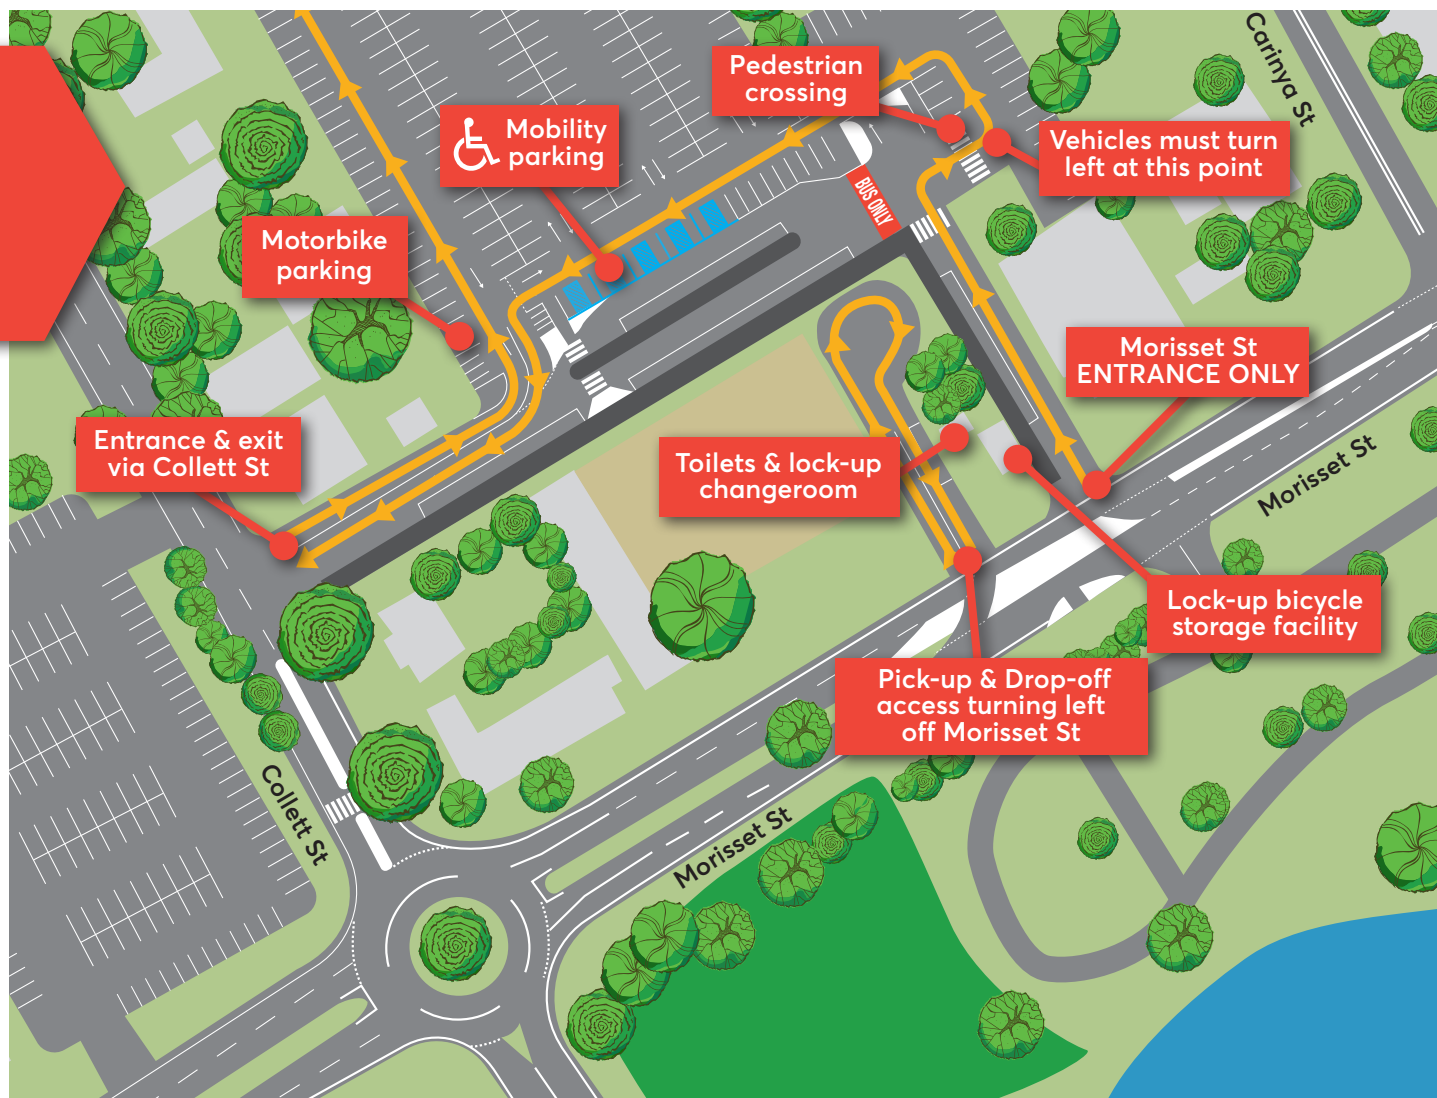 Carinya St
Pedestrian
crossing
Mobility
parking
Vehicles must turn
left at this point
BUS ONLY
Motorbike
parking
Morisset St
ENTRANCE ONLY
Entrance & exit
via Collett St
Toilets & lock-up
changeroom
Morisset St
Lock-up bicycle
storage facility
Pick-up & Drop-off
access turning left
off Morisset St
Collett St
Morisset St